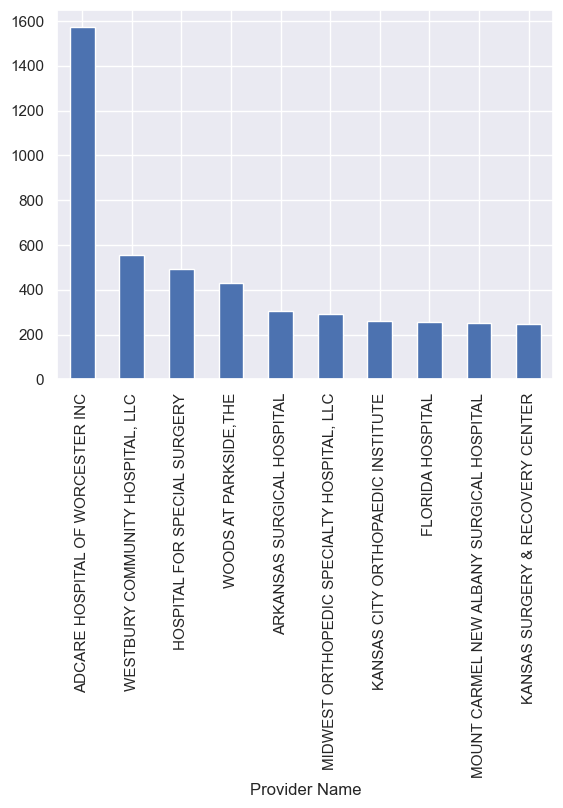 1600
1400
1200
1000
800
600
400
200
0
ADCARE HOSPITAL OF WORCESTER INC
WESTBURY COMMUNITY HOSPITAL, LLC
HOSPITAL FOR SPECIAL SURGERY
WOODS AT PARKSIDE,THE
ARKANSAS SURGICAL HOSPITAL
MIDWEST ORTHOPEDIC SPECIALTY HOSPITAL, LLC
KANSAS CITY ORTHOPAEDIC INSTITUTE
FLORIDA HOSPITAL
MOUNT CARMEL NEW ALBANY SURGICAL HOSPITAL
KANSAS SURGERY & RECOVERY CENTER
Provider Name